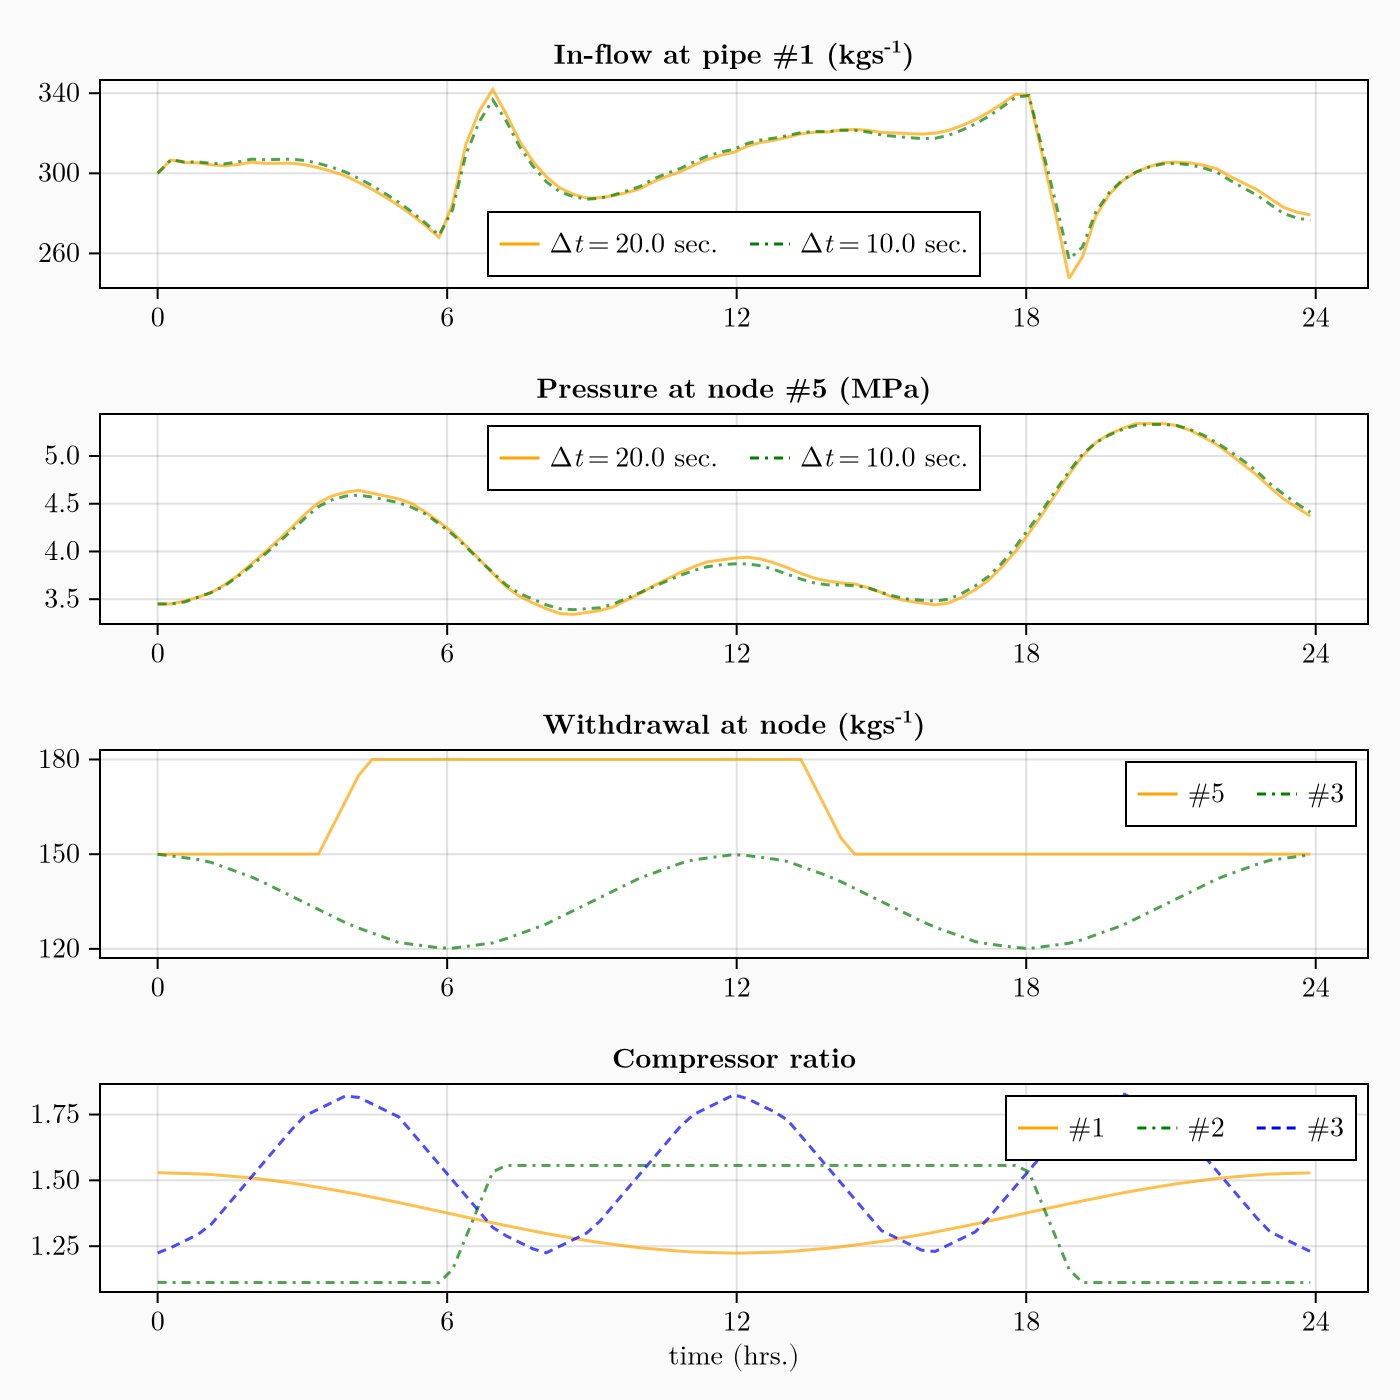 In-flow at pipe #1 (kgs⁻¹)
340
300
260
Δt = 20.0 sec. Δt = 10.0 sec.
0 6 12 18 24
Pressure at node #5 (MPa)
5.0
4.5
4.0
3.5
Δt = 20.0 sec. Δt = 10.0 sec.
0 6 12 18 24
Withdrawal at node (kgs⁻¹)
180
150
120
#5 #3
0 6 12 18 24
Compressor ratio
1.75
1.50
1.25
#1 #2 #3
0 6 12 18 24
time (hrs.)